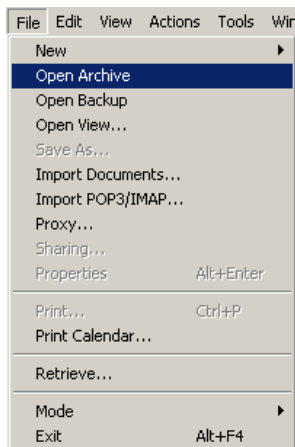 File Edit View Actions Tools Wir
New
Open Archive
Open Backup
Open View...
Save As...
Import Documents...
Import POP3/IMAP...
Proxy...
Sharing...
Properties Alt+Enter
Print... Ctrl+P
Print Calendar...
Retrieve...
Mode
Exit Alt+F4